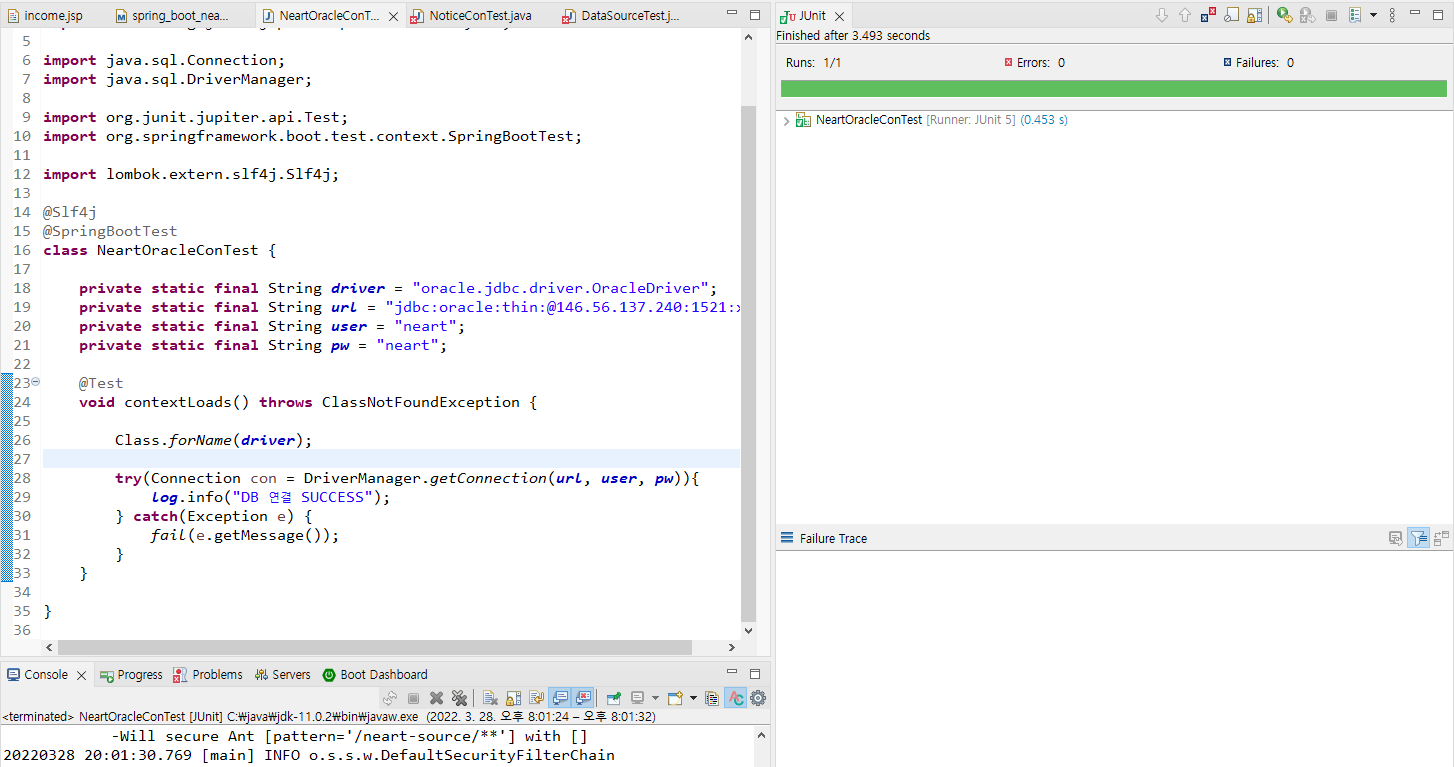 income.jsp
spring_boot_nea...
NeartOracleConT...
NoticeConTest.java
DataSourceTest.j...
5
6 import java.sql.Connection;
7 import java.sql.DriverManager;
8
9 import org.junit.jupiter.api.Test;
10 import org.springframework.boot.test.context.SpringBootTest;
11
12 import lombok.extern.slf4j.Slf4j;
13
14 @Slf4j
15 @SpringBootTest
16 class NeartOracleConTest {
17
18 private static final String driver = "oracle.jdbc.driver.OracleDriver";
19 private static final String url = "jdbc:oracle:thin:@146.56.137.240:1521:x
20 private static final String user = "neart";
21 private static final String pw = "neart";
22
23 @Test
24 void contextLoads() throws ClassNotFoundException {
25
26 Class.forName(driver);
27
28 try(Connection con = DriverManager.getConnection(url, user, pw)){
29 log.info("DB 연결 SUCCESS");
30 } catch(Exception e) {
31 fail(e.getMessage());
32 }
33 }
34
35 }
36
JUnit
Finished after 3.493 seconds
Runs: 1/1 Errors: 0 Failures: 0
NeartOracleConTest [Runner: JUnit 5] (0.453 s)
Failure Trace
Console Progress Problems Servers Boot Dashboard
<terminated> NeartOracleConTest [JUnit] C:₩java₩jdk-11.0.2₩bin₩javaw.exe (2022. 3. 28. 오후 8:01:24 – 오후 8:01:32)
-Will secure Ant [pattern='/neart-source/**'] with []
20220328 20:01:30.769 [main] INFO o.s.s.w.DefaultSecurityFilterChain